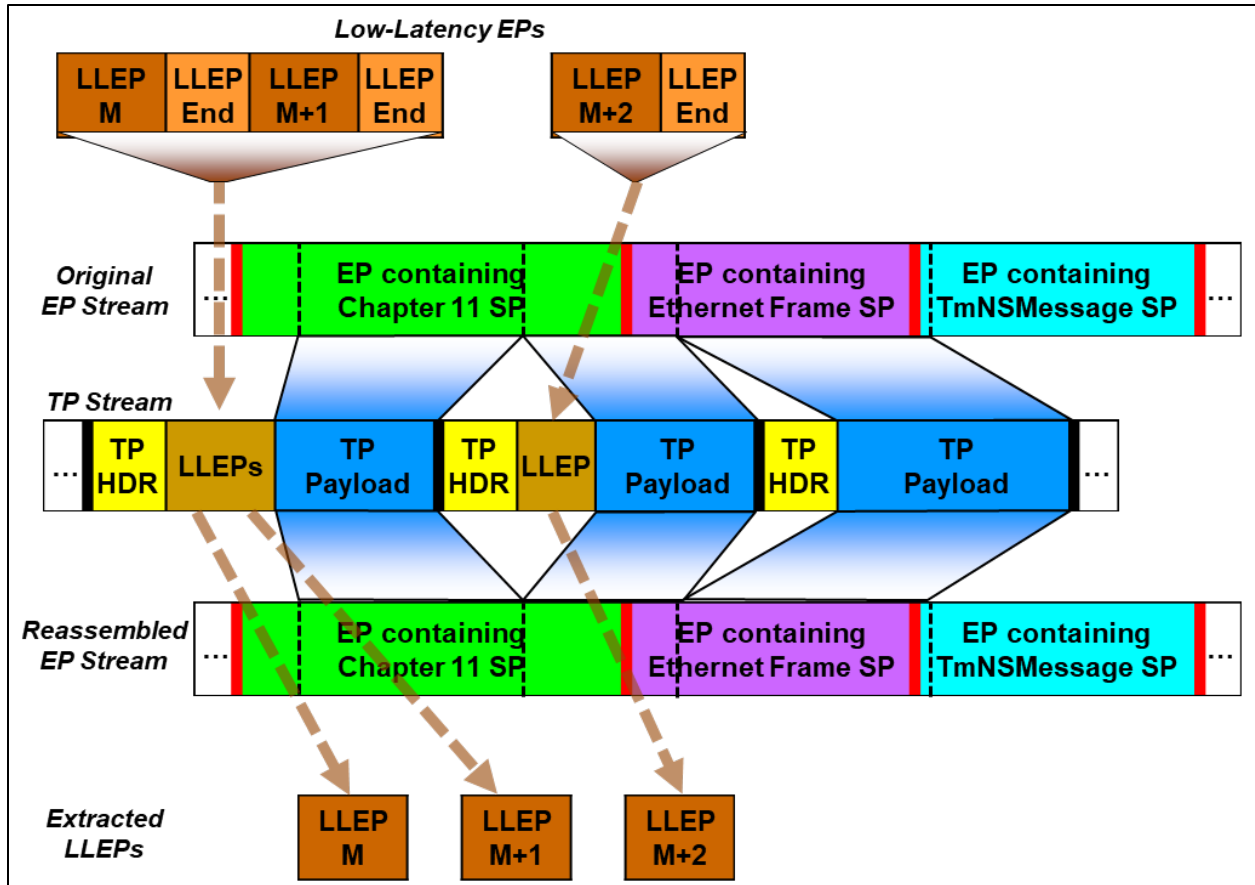 Low-Latency EPs
LLEP LLEP LLEP LLEP LLEP LLEP
M End M+1 End M+2 End
Original
EP Stream
... EP containing EP containing EP containing ...
Chapter 11 SP Ethernet Frame SP TmNSMessage SP
TP Stream
... TP HDR LLEPs TP Payload TP HDR LLEP TP Payload TP HDR TP Payload ...
Reassembled
EP Stream
... EP containing EP containing EP containing ...
Chapter 11 SP Ethernet Frame SP TmNSMessage SP
Extracted
LLEPs
LLEP LLEP LLEP
M M+1 M+2